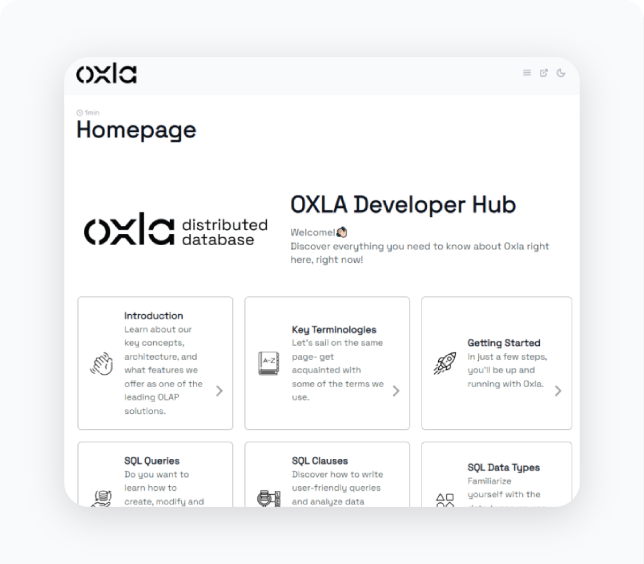 oxla
5min
Homepage
oxla distributed
database
OXLA Developer Hub
Welcome!
Discover everything you need to know about Oxla right
here, right now!
Introduction
Learn about our
key concepts,
architecture, and
what features we
offer as one of the
leading OLAP
solutions.
A-Z
Key Terminologies
Let's sail on the same
page- get
acquainted with
some of the terms we
use.
Getting Started
In just a few steps,
you'll be up and
running with Oxla.
SQL Queries
Do you want to
learn how to
create, modify and
SQL Clauses
Discover how to write
user-friendly queries
and analyze data
SQL Data Types
Familiarize
yourself with the